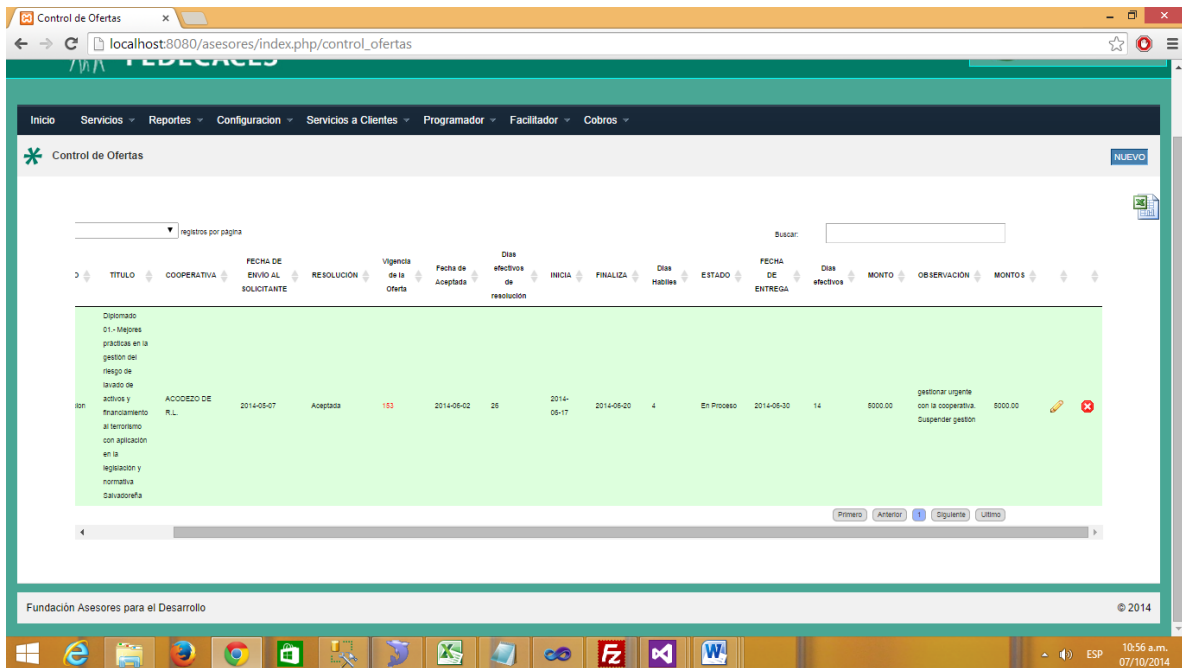 Control de Ofertas
localhost:8080/asesores/index.php/control_ofertas
FEDECACES
Inicio Servicios Reportes Configuracion Servicios a Clientes Programador Facilitador Cobros
Control de Ofertas
NUEVO
registros por página
Buscar:
TÍTULO
COOPERATIVA
FECHA DE
ENVÍO AL
SOLICITANTE
RESOLUCIÓN
Vigencia
de la
Oferta
Fecha de
Aceptada
Dias
efectivos
de
resolución
INICIA
FINALIZA
Dias
Habiles
ESTADO
FECHA
DE
ENTREGA
Dias
efectivos
MONTO
OBSERVACIÓN
MONTO $
Diplomado
01.- Mejores
prácticas en la
gestión del
riesgo de
lavado de
activos y
financiamiento
al terrorismo
con aplicación
en la
legislación y
normativa
Salvadoreña
ACODEZO DE
R.L.
2014-05-07
Aceptada
153
2014-06-02
26
2014-
06-17
2014-06-20
4
En Proceso
2014-06-30
14
5000.00
gestionar urgente
con la cooperativa.
Suspender gestión
5000.00
Primero Anterior 1 Siguiente Ultimo
Fundación Asesores para el Desarrollo
© 2014
ESP
10:56 a.m.
07/10/2014